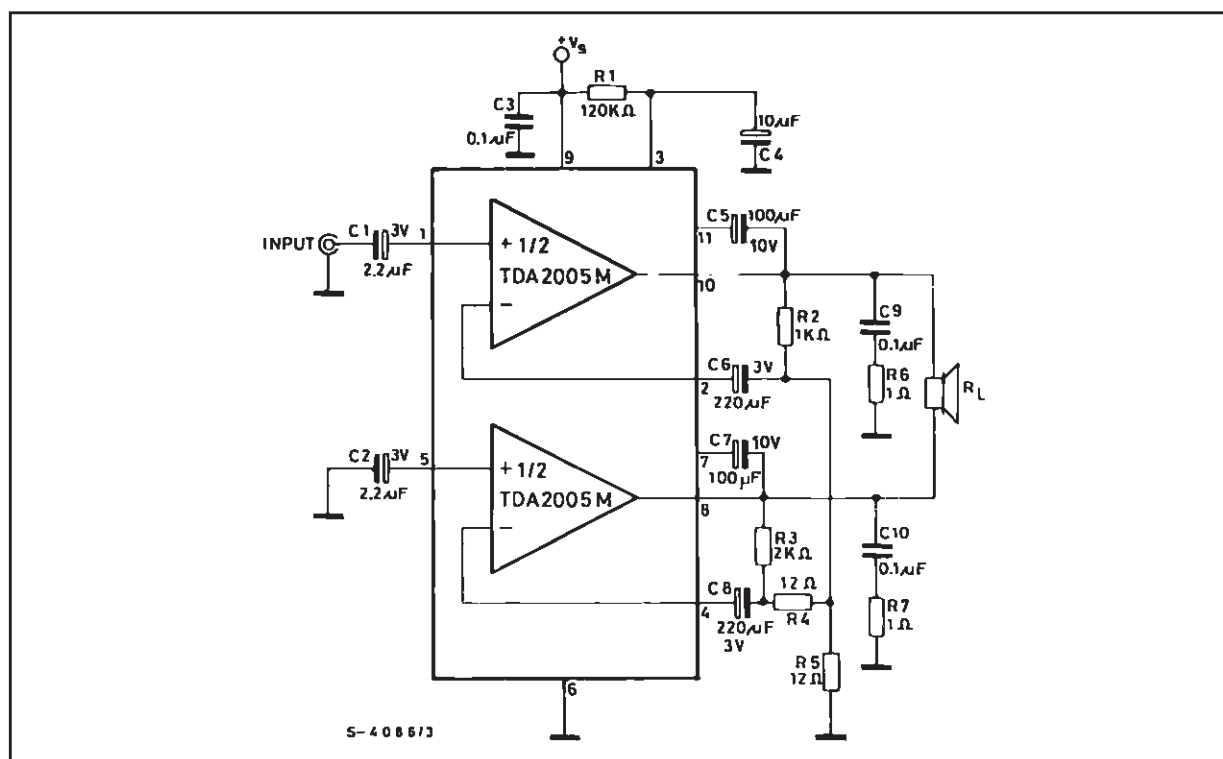 +Vs
R1
120KΩ
C3
0.1µF
10µF
C4
9
3
C5
100µF
10V
11
INPUT
C1
3V
2.2µF
1
+ 1/2
TDA2005M
−
10
R2
1KΩ
C9
0.1µF
R6
1Ω
RL
C6
3V
220µF
2
C7
10V
100µF
7
C2
3V
2.2µF
5
+ 1/2
TDA2005M
−
8
R3
2KΩ
C10
0.1µF
C8
220µF
3V
4
12Ω
R4
R7
1Ω
R5
12Ω
6
S-4086/3